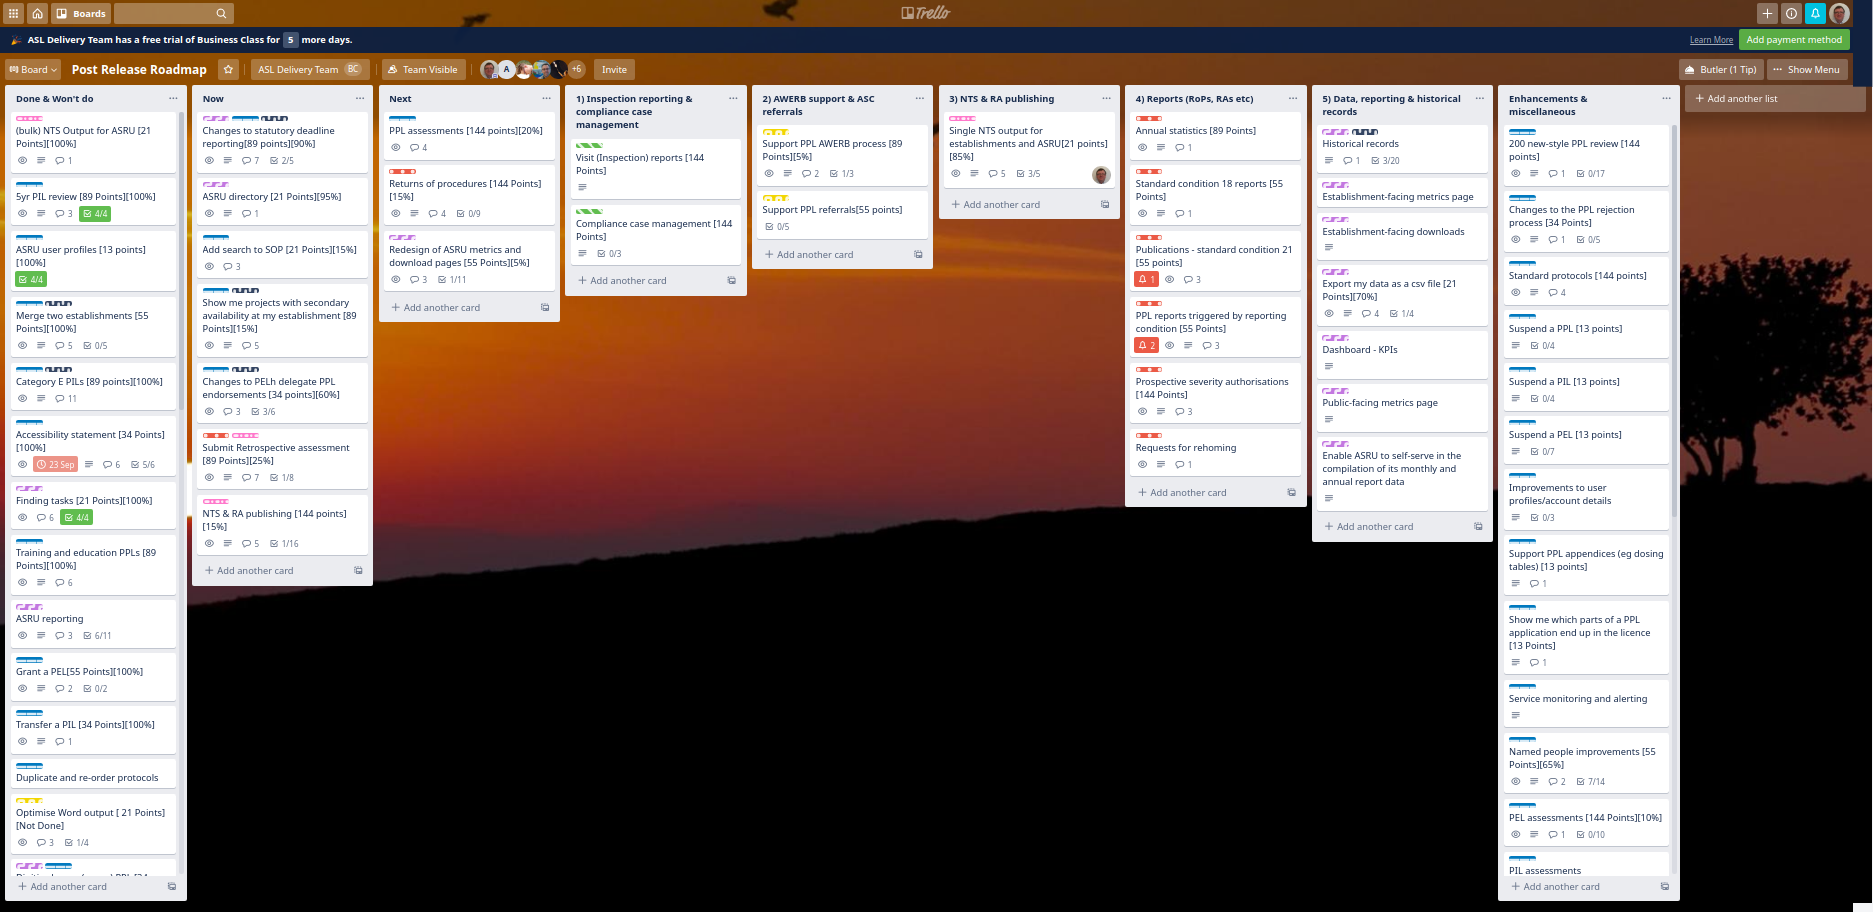 Boards
Trello
ASL Delivery Team has a free trial of Business Class for 5 more days.
Learn More
Add payment method
Board
Post Release Roadmap
ASL Delivery Team BC
Team Visible
A
+6
Invite
Butler (1 Tip)
Show Menu
Done & Won't do
(bulk) NTS Output for ASRU [21
Points][100%]
1
5yr PIL review [89 Points][100%]
3 4/4
ASRU user profiles [13 points]
[100%]
4/4
Merge two establishments [55
Points][100%]
5 0/5
Category E PILs [89 points][100%]
11
Accessibility statement [34 Points]
[100%]
23 Sep 6 5/6
Finding tasks [21 Points][100%]
6 4/4
Training and education PPLs [89
Points][100%]
6
ASRU reporting
3 6/11
Grant a PEL[55 Points][100%]
2 0/2
Transfer a PIL [34 Points][100%]
1
Duplicate and re-order protocols
Optimise Word output [ 21 Points]
[Not Done]
3 1/4
Add another card
Now
Changes to statutory deadline
reporting[89 points][90%]
7 2/5
ASRU directory [21 Points][95%]
1
Add search to SOP [21 Points][15%]
3
Show me projects with secondary
availability at my establishment [89
Points][15%]
5
Changes to PELh delegate PPL
endorsements [34 points][60%]
3 3/6
Submit Retrospective assessment
[89 Points][25%]
7 1/8
NTS & RA publishing [144 points]
[15%]
5 1/16
Add another card
Next
PPL assessments [144 points][20%]
4
Returns of procedures [144 Points]
[15%]
4 0/9
Redesign of ASRU metrics and
download pages [55 Points][5%]
3 1/11
Add another card
1) Inspection reporting &
compliance case
management
Visit (Inspection) reports [144
Points]
Compliance case management [144
Points]
0/3
Add another card
2) AWERB support & ASC
referrals
Support PPL AWERB process [89
Points][5%]
2 1/3
Support PPL referrals[55 points]
0/5
Add another card
3) NTS & RA publishing
Single NTS output for
establishments and ASRU[21 points]
[85%]
5 3/5
Add another card
4) Reports (RoPs, RAs etc)
Annual statistics [89 Points]
1
Standard condition 18 reports [55
Points]
1
Publications - standard condition 21
[55 points]
1 3
PPL reports triggered by reporting
condition [55 Points]
2 3
Prospective severity authorisations
[144 Points]
3
Requests for rehoming
1
Add another card
5) Data, reporting & historical
records
Historical records
1 3/20
Establishment-facing metrics page
Establishment-facing downloads
Export my data as a csv file [21
Points][70%]
4 1/4
Dashboard - KPIs
Public-facing metrics page
Enable ASRU to self-serve in the
compilation of its monthly and
annual report data
Add another card
Enhancements &
miscellaneous
200 new-style PPL review [144
points]
1 0/17
Changes to the PPL rejection
process [34 Points]
1 0/5
Standard protocols [144 points]
4
Suspend a PPL [13 points]
0/4
Suspend a PIL [13 points]
0/4
Suspend a PEL [13 points]
0/7
Improvements to user
profiles/account details
0/3
Support PPL appendices (eg dosing
tables) [13 points]
1
Show me which parts of a PPL
application end up in the licence
[13 Points]
1
Service monitoring and alerting
Named people improvements [55
Points][65%]
2 7/14
PEL assessments [144 Points][10%]
1 0/10
PIL assessments
Add another card
Add another list